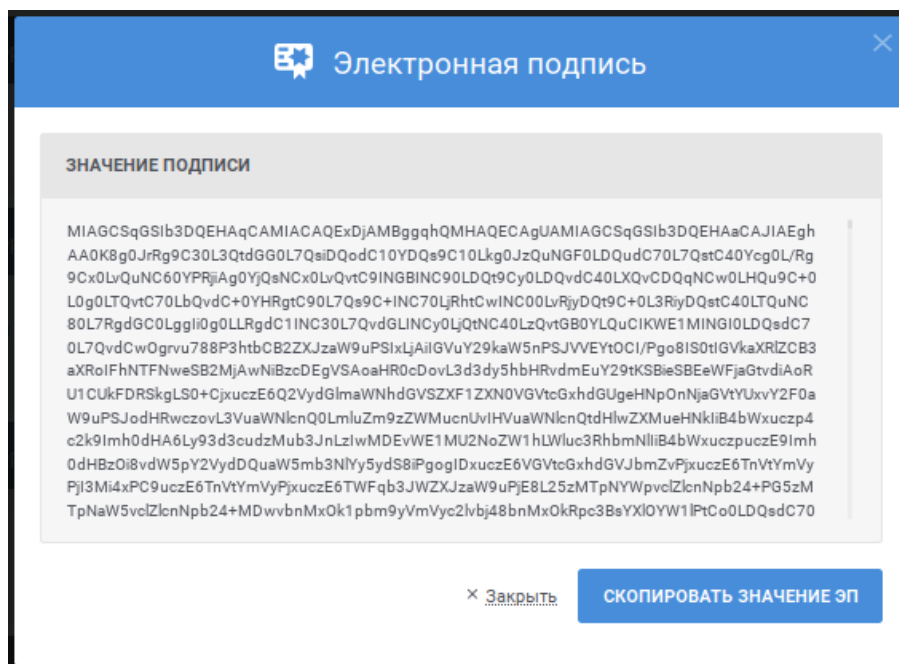 Электронная подпись
ЗНАЧЕНИЕ ПОДПИСИ
MIAGCSqGSIb3DQEHAqCAMIACAQExDjAMBggqhQMHAQECAgUAMIAGCSqGSIb3DQEHAaCAJIAEgh
AA0K8g0JrRg9C30L3QtdGG0L7QsiDQodC10YDQs9C10Lkg0JzQuNGF0LDQudC70L7QstC40Ycg0L/Rg
9Cx0LvQuNC60YPRjiAg0YjQsNCx0LvQvtC9INGBINC90LDQt9Cy0LDQvdC40LXQvCDQqNCw0LHQu9C+0
L0g0LTQvtC70LbQvdC+0YHRgtC90L7Qs9C+INC70LjRhtCwINC00LvRjyDQt9C+0L3RiyDQstC40LTQuNC
80L7RgdGC0LggIi0g0LLRgdC1INC30L7QvdGLINCy0LjQtNC40LzQvtGB0YLQuCIKWE1MINGI0LDQsdC7
0L7QvdCwOgrvu788P3htbCB2ZXJzaW9uPSIxLjAiIGVuY29kaW5nPSJVVEYtOCI/Pgo8IS0tIGVkaXRlZCB3
aXRoIFhNTFNweSB2MjAwNiBzcDEgVSAoaHR0cDovL3d3dy5hbHRvdmEuY29tKSBieSBEeWFjaGtvdiAoR
U1CUkFDRSkgLS0+CjxuczE6Q2VydGlmaWNhdGVSZXF1ZXN0VGVtcGxhdGUgeHNpOnNjaGVtYUxvY2F0a
W9uPSJodHRwczovL3VuaWNlcnQ0LmluZm9zZWMucnUvIHVuaWNlcnQtdHlwZXMueHNkIiB4bWxuczp4
c2k9Imh0dHA6Ly93d3cudzMub3JnLzIwMDEvWE1MU2NoZW1hLWluc3RhbmNlIiB4bWxuczpuczE9Imh
0dHBzOi8vdW5pY2VydDQuaW5mb3NlYy5ydS8iPgogIDxuczE6VGVtcGxhdGVJbmZvPjxuczE6TnVtYmVy
PjI3Mi4xPC9uczE6TnVtYmVyPjxuczE6TWFqb3JWZXJzaW9uPjE8L25zMTpNYWpvclZlcnNpb24+PG5zM
TpNaW5vclZlcnNpb24+MDwvbnMxOk1pbm9yVmVyc2lvbj48bnMxOkRpc3BsYXlOYW1lPtCo0LDQsdC70
Закрыть
СКОПИРОВАТЬ ЗНАЧЕНИЕ ЭП